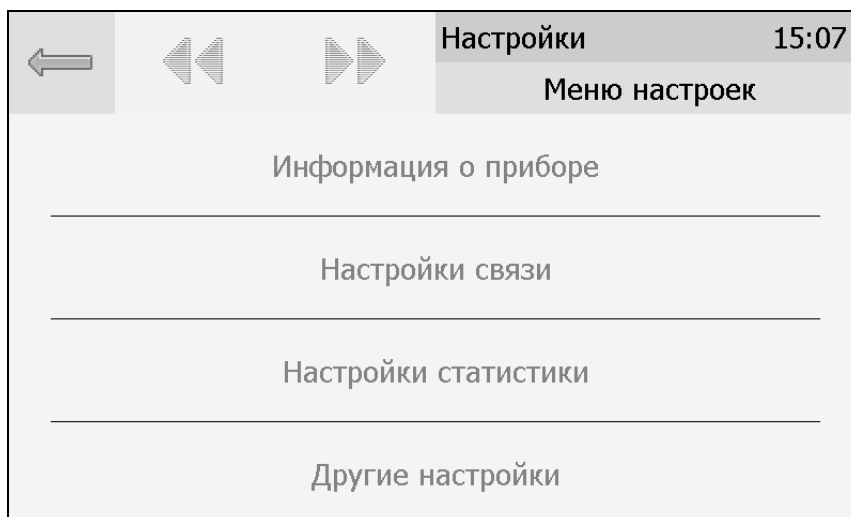 Настройки 15:07
Меню настроек
Информация о приборе
Настройки связи
Настройки статистики
Другие настройки